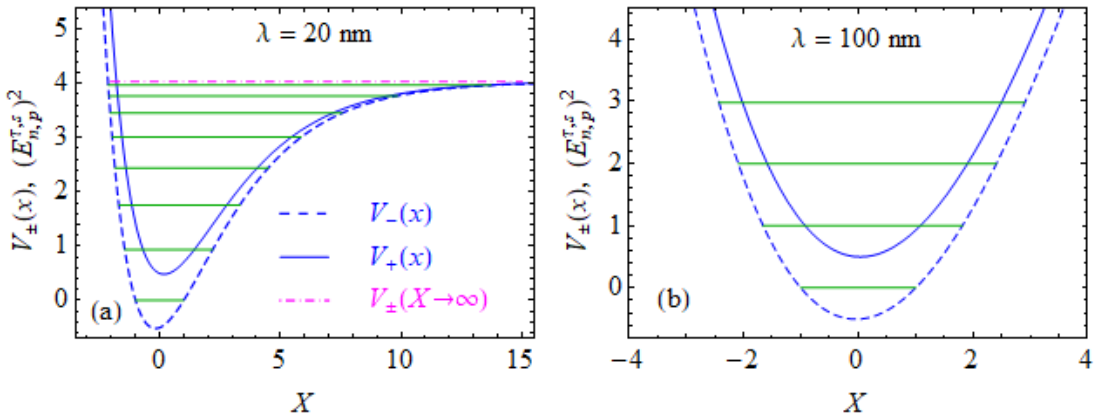 λ = 20 nm
V±(x), (E^{τ,s}_{n,p})²
5
4
3
2
1
0
V₋(x)
V₊(x)
V±(X→∞)
(a)
0
5
10
15
X
λ = 100 nm
V±(x), (E^{τ,s}_{n,p})²
4
3
2
1
0
(b)
−4
−2
0
2
4
X